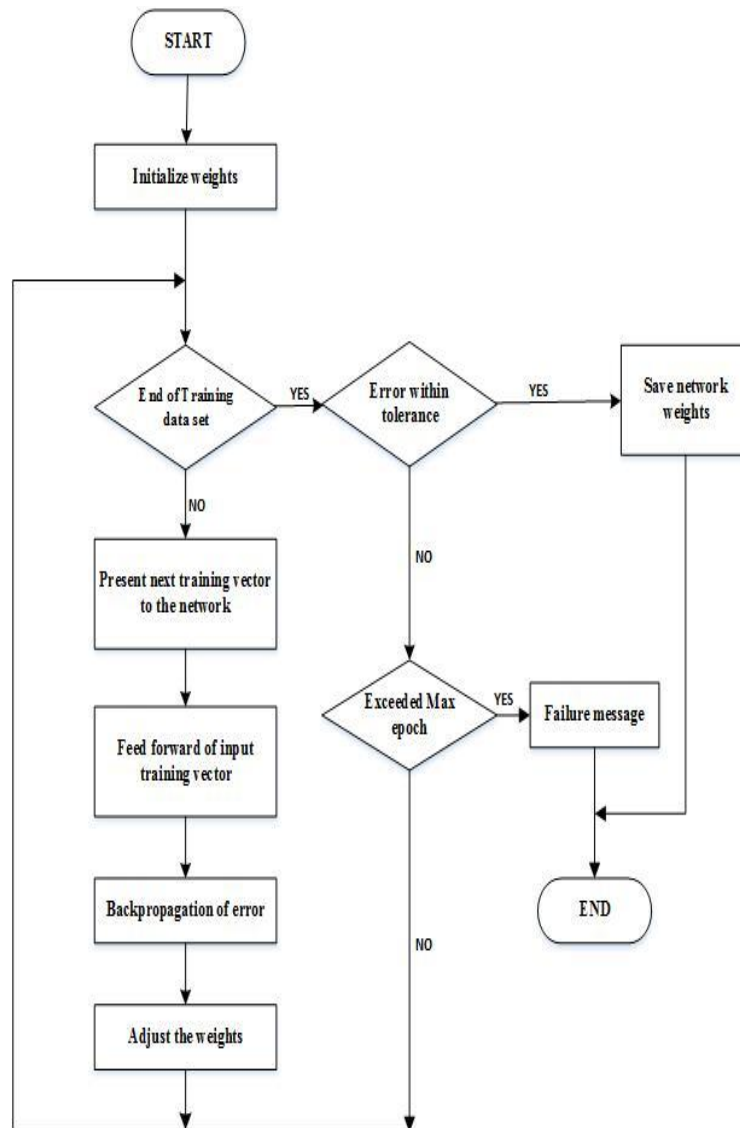 START
Initialize weights
End of Training
data set
YES
Error within
tolerance
YES
Save network
weights
NO
Present next training vector
to the network
NO
Feed forward of input
training vector
Exceeded Max
epoch
YES
Failure message
Backpropagation of error
END
NO
Adjust the weights